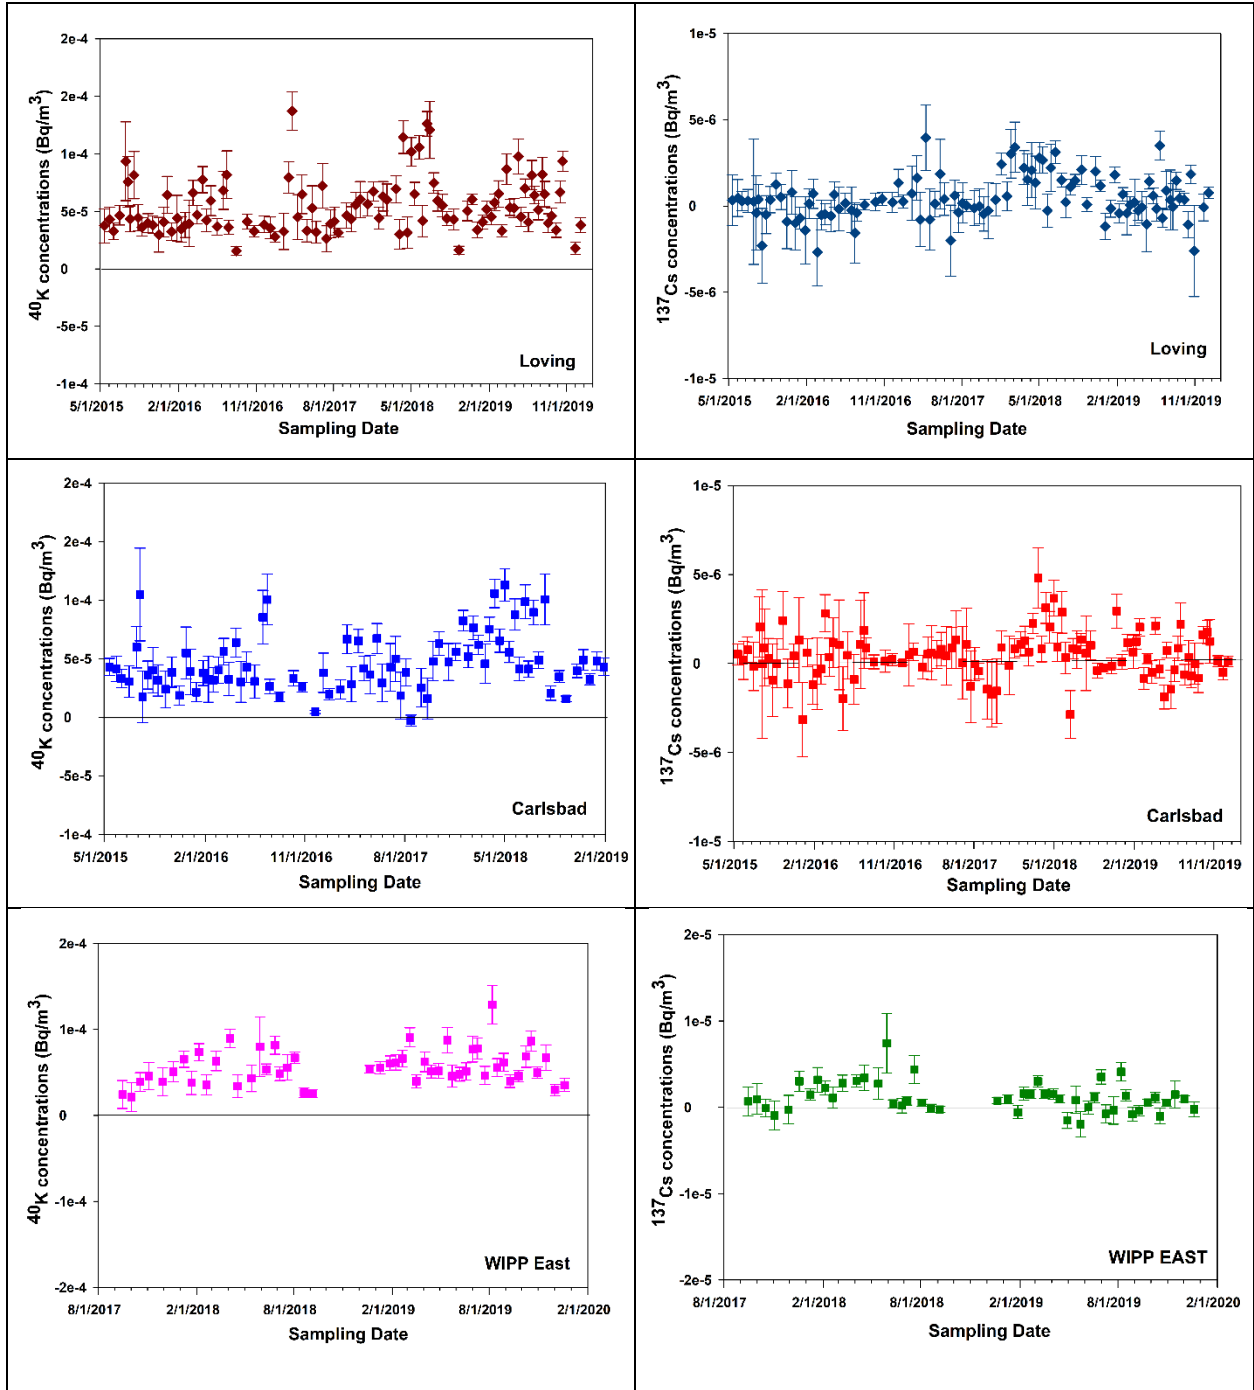 2e-4
2e-4
1e-4
5e-5
0
-5e-5
-1e-4
40K concentrations (Bq/m3)
Loving
5/1/2015 2/1/2016 11/1/2016 8/1/2017 5/1/2018 2/1/2019 11/1/2019
Sampling Date
1e-5
5e-6
0
-5e-6
-1e-5
137Cs concentrations (Bq/m3)
Loving
5/1/2015 2/1/2016 11/1/2016 8/1/2017 5/1/2018 2/1/2019 11/1/2019
Sampling Date
2e-4
2e-4
1e-4
5e-5
0
-5e-5
-1e-4
40K concentrations (Bq/m3)
Carlsbad
5/1/2015 2/1/2016 11/1/2016 8/1/2017 5/1/2018 2/1/2019
Sampling Date
1e-5
5e-6
0
-5e-6
-1e-5
137Cs concentrations (Bq/m3)
Carlsbad
5/1/2015 2/1/2016 11/1/2016 8/1/2017 5/1/2018 2/1/2019 11/1/2019
Sampling Date
2e-4
1e-4
0
-1e-4
-2e-4
40K concentrations (Bq/m3)
WIPP East
8/1/2017 2/1/2018 8/1/2018 2/1/2019 8/1/2019 2/1/2020
Sampling Date
2e-5
1e-5
0
-1e-5
-2e-5
137Cs concentrations (Bq/m3)
WIPP EAST
8/1/2017 2/1/2018 8/1/2018 2/1/2019 8/1/2019 2/1/2020
Sampling Date